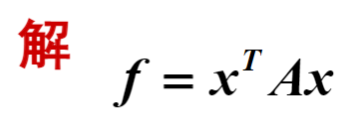 解 f = x^T Ax